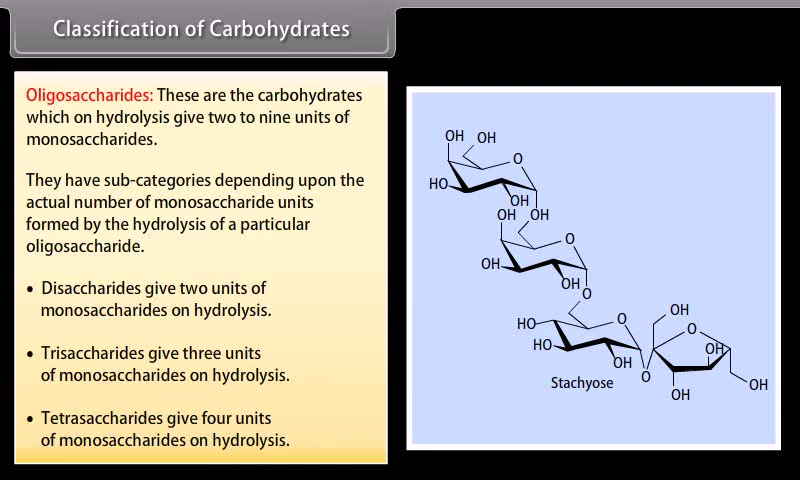 Classification of Carbohydrates
Oligosaccharides: These are the carbohydrates
which on hydrolysis give two to nine units of
monosaccharides.
They have sub-categories depending upon the
actual number of monosaccharide units
formed by the hydrolysis of a particular
oligosaccharide.
• Disaccharides give two units of
monosaccharides on hydrolysis.
• Trisaccharides give three units
of monosaccharides on hydrolysis.
• Tetrasaccharides give four units
of monosaccharides on hydrolysis.
OH OH
O
HO
OH
OH OH
O
OH
OH
O
OH
HO O O
HO OH
OH
Stachyose O OH
OH